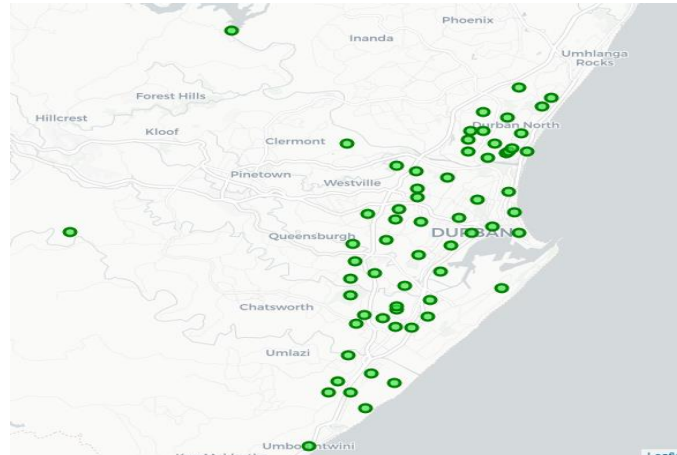 Phoenix
Inanda
Umhlanga
Rocks
Forest Hills
Hillcrest
Durban North
Kloof
Clermont
Pinetown
Westville
Queensburgh
DURBAN
Chatsworth
Umlazi